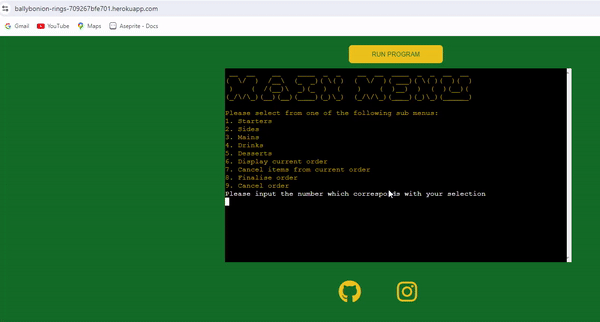 ballybonion-rings-709267bfe701.herokuapp.com
Gmail YouTube Maps Aseprite - Docs
RUN PROGRAM
MAIN MENU
Please select from one of the following sub menus:
1. Starters
2. Sides
3. Mains
4. Drinks
5. Desserts
6. Display current order
7. Cancel items from current order
8. Finalise order
9. Cancel order
Please input the number which corresponds with your selection